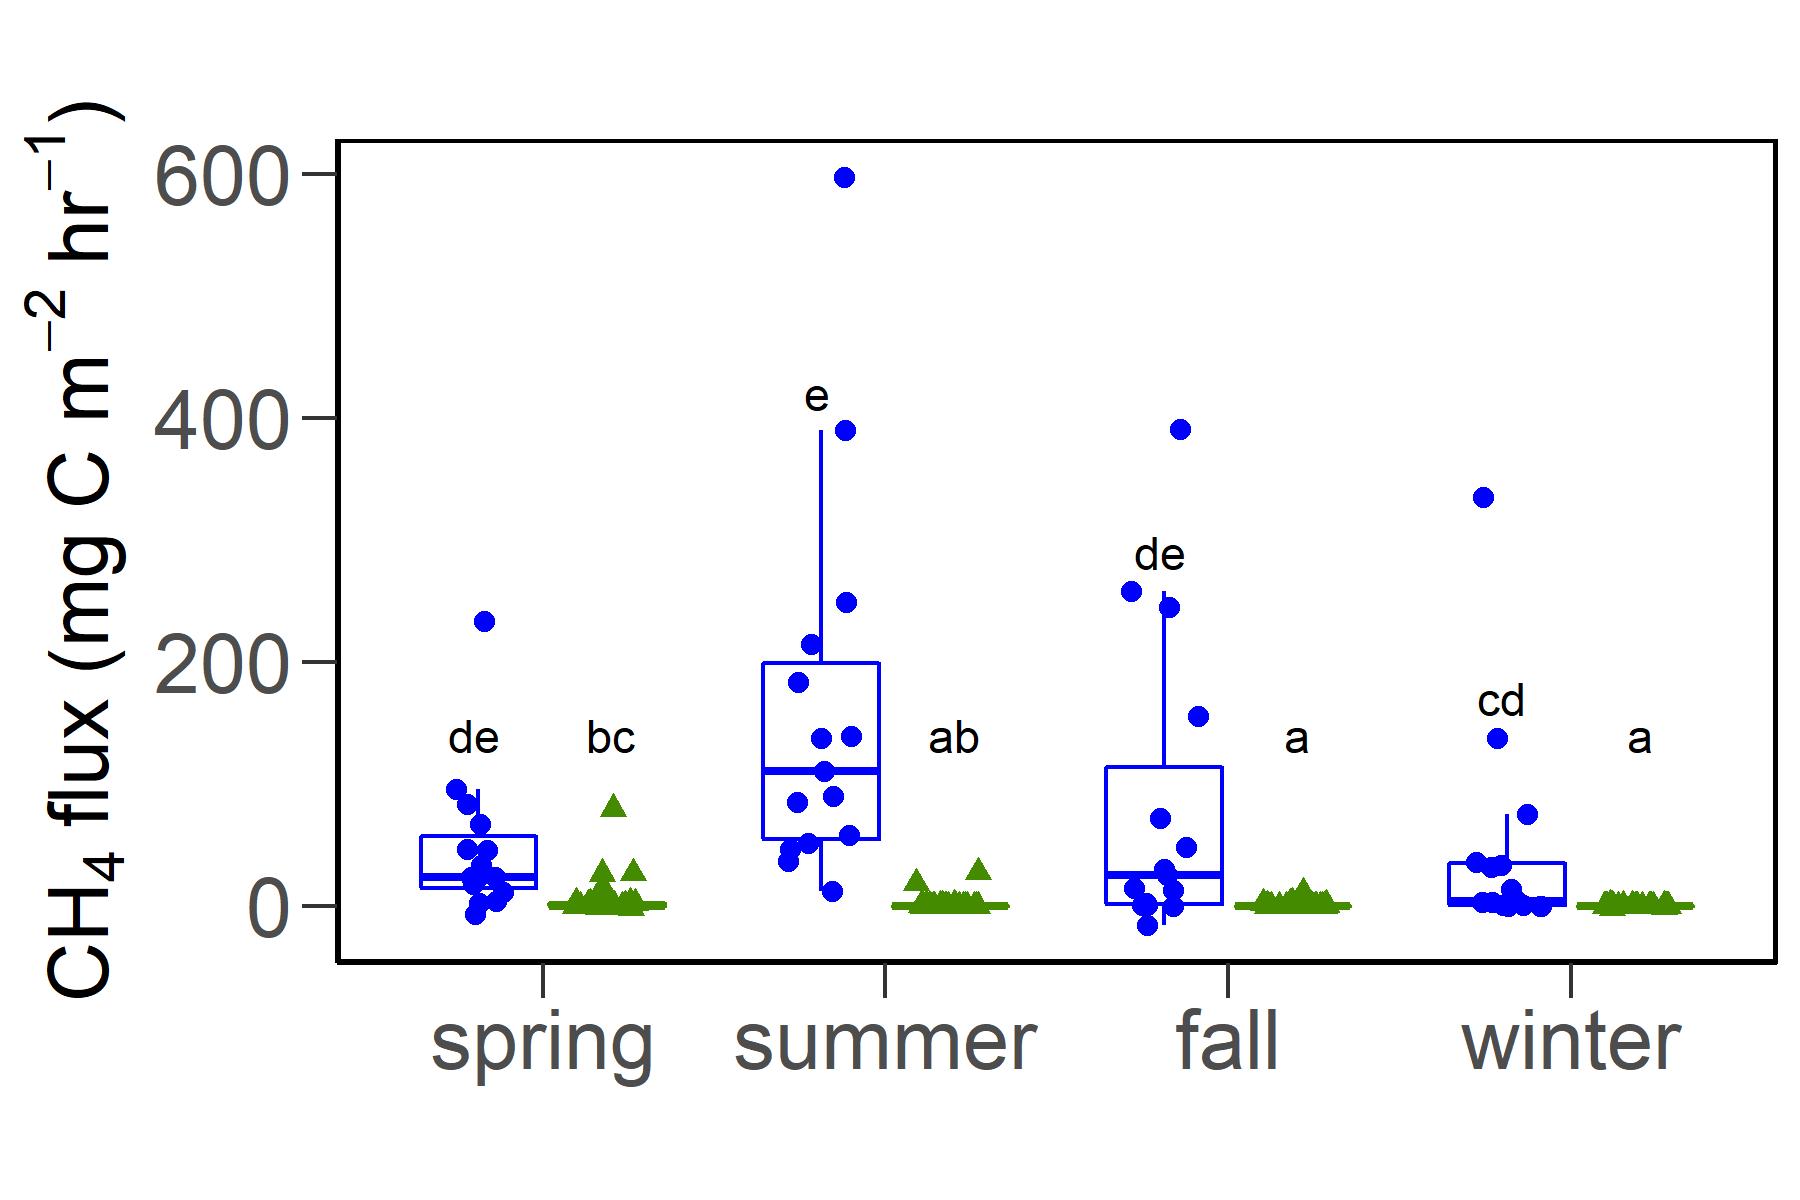 CH₄ flux (mg C m⁻² hr⁻¹)
600
400
200
0
e
de
cd
de
bc
ab
a
a
spring
summer
fall
winter